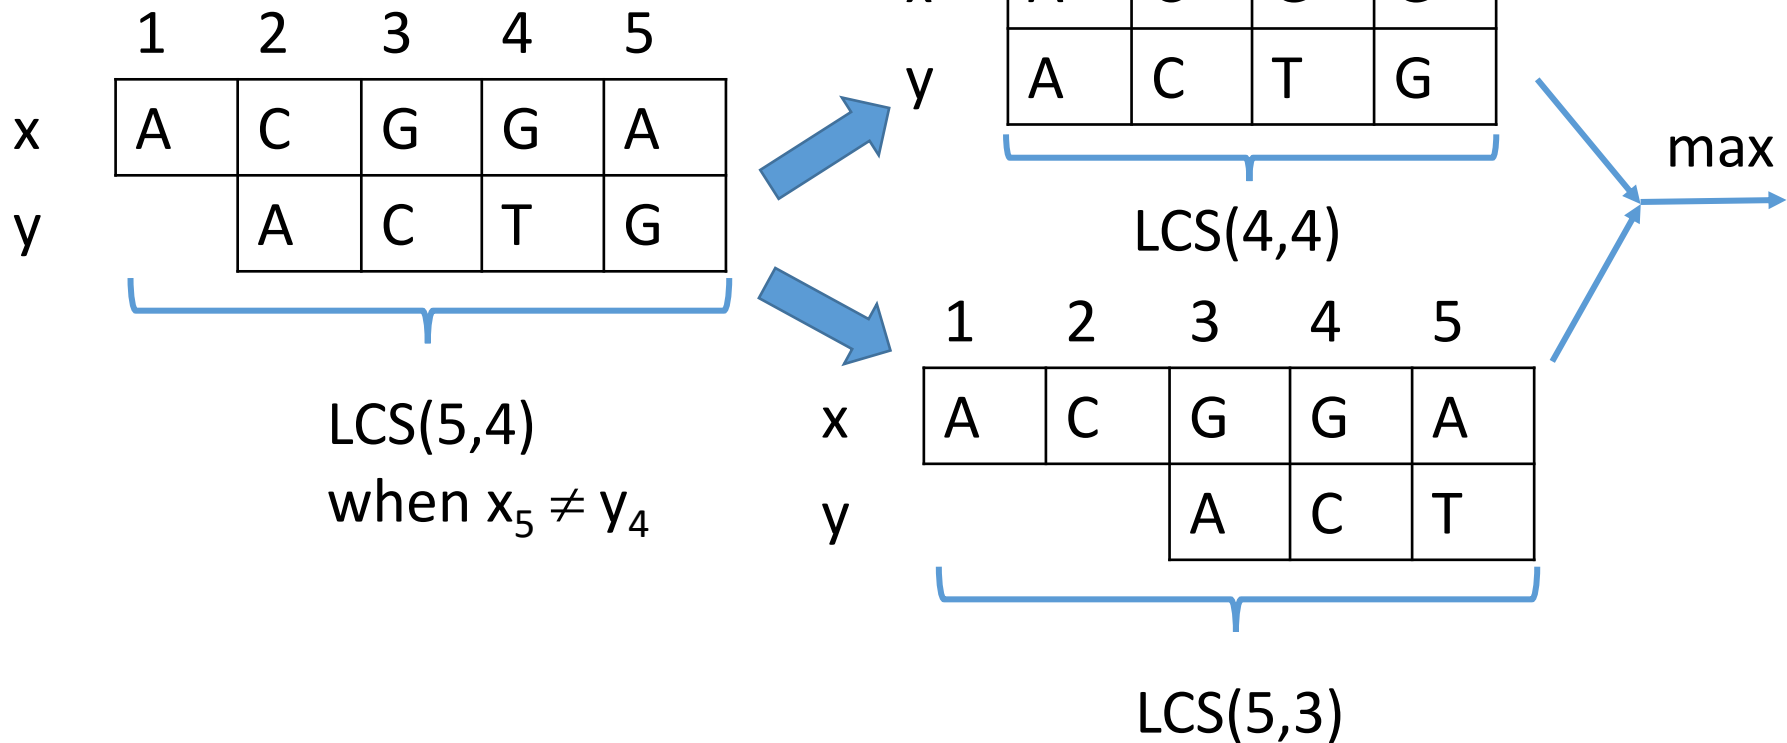 1 2 3 4 5
x A C G G A
y A C T G
LCS(5,4)
when x₅ ≠ y₄
y A C T G
LCS(4,4)
max
1 2 3 4 5
x A C G G A
y A C T
LCS(5,3)